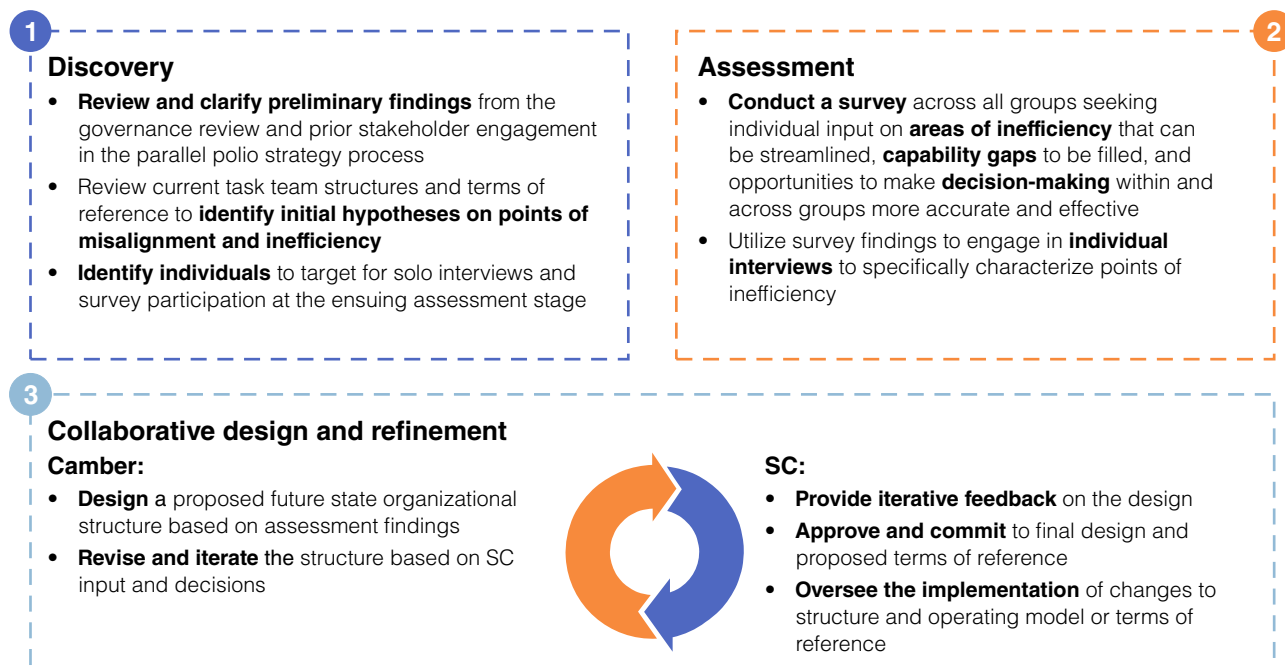 1
Discovery
• Review and clarify preliminary findings from the
governance review and prior stakeholder engagement
in the parallel polio strategy process
• Review current task team structures and terms of
reference to identify initial hypotheses on points of
misalignment and inefficiency
• Identify individuals to target for solo interviews and
survey participation at the ensuing assessment stage
2
Assessment
• Conduct a survey across all groups seeking
individual input on areas of inefficiency that can
be streamlined, capability gaps to be filled, and
opportunities to make decision-making within and
across groups more accurate and effective
• Utilize survey findings to engage in individual
interviews to specifically characterize points of
inefficiency
3
Collaborative design and refinement
Camber:
• Design a proposed future state organizational
structure based on assessment findings
• Revise and iterate the structure based on SC
input and decisions
SC:
• Provide iterative feedback on the design
• Approve and commit to final design and
proposed terms of reference
• Oversee the implementation of changes to
structure and operating model or terms of
reference